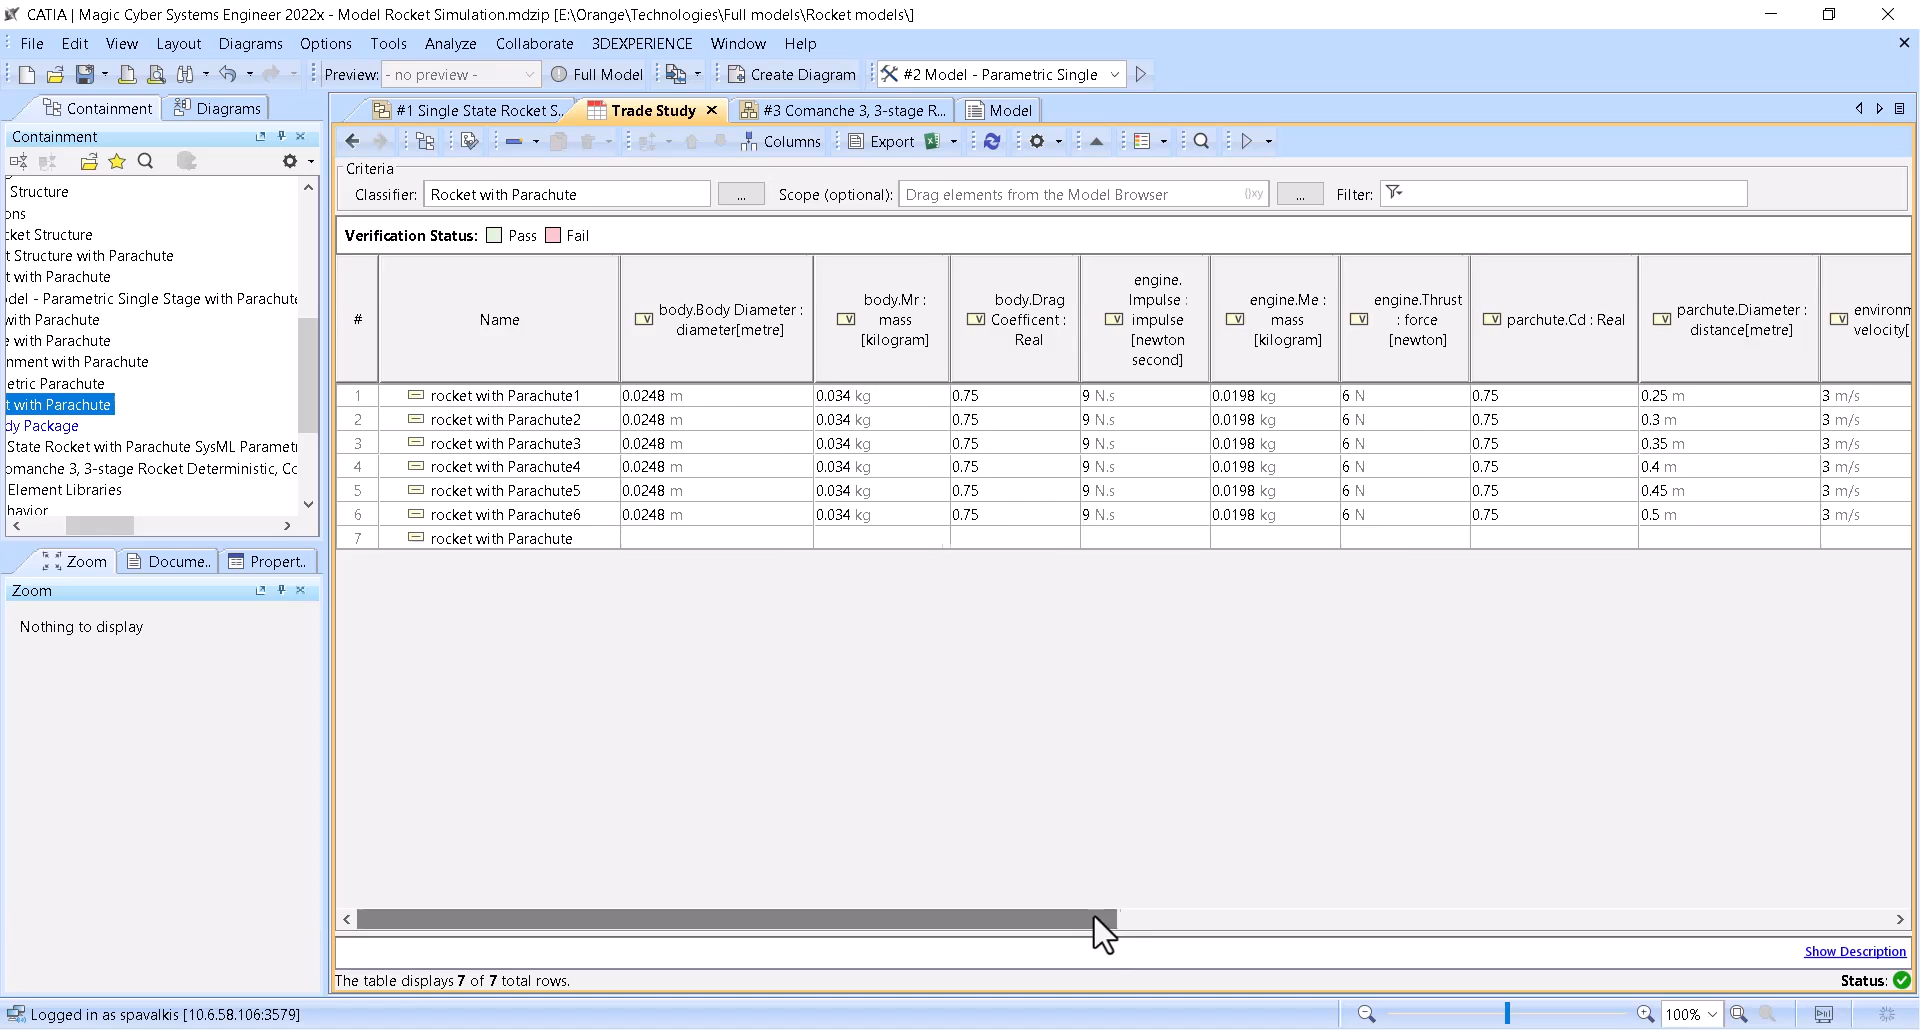 CATIA | Magic Cyber Systems Engineer 2022x - Model Rocket Simulation.mdzip [E:\Orange\Technologies\Full models\Rocket models\]
File Edit View Layout Diagrams Options Tools Analyze Collaborate 3DEXPERIENCE Window Help
Preview: - no preview - Full Model Create Diagram #2 Model - Parametric Single
Containment Diagrams
#1 Single State Rocket S.. Trade Study #3 Comanche 3, 3-stage R... Model
Containment
Columns Export
Criteria
Classifier: Rocket with Parachute ... Scope (optional): Drag elements from the Model Browser ... Filter:
Structure
ons
cket Structure
t Structure with Parachute
t with Parachute
odel - Parametric Single Stage with Parachute
with Parachute
e with Parachute
nment with Parachute
etric Parachute
t with Parachute
dy Package
State Rocket with Parachute SysML Parameti
omanche 3, 3-stage Rocket Deterministic, Cc
Element Libraries
havior
Verification Status: Pass Fail
# Name
body.Body Diameter : diameter[metre]
body.Mr : mass [kilogram]
body.Drag Coefficent : Real
engine. Impulse : impulse [newton second]
engine.Me : mass [kilogram]
engine.Thrust : force [newton]
parchute.Cd : Real
parchute.Diameter : distance[metre]
environm velocity[
1 rocket with Parachute1 0.0248 m 0.034 kg 0.75 9 N.s 0.0198 kg 6 N 0.75 0.25 m 3 m/s
2 rocket with Parachute2 0.0248 m 0.034 kg 0.75 9 N.s 0.0198 kg 6 N 0.75 0.3 m 3 m/s
3 rocket with Parachute3 0.0248 m 0.034 kg 0.75 9 N.s 0.0198 kg 6 N 0.75 0.35 m 3 m/s
4 rocket with Parachute4 0.0248 m 0.034 kg 0.75 9 N.s 0.0198 kg 6 N 0.75 0.4 m 3 m/s
5 rocket with Parachute5 0.0248 m 0.034 kg 0.75 9 N.s 0.0198 kg 6 N 0.75 0.45 m 3 m/s
6 rocket with Parachute6 0.0248 m 0.034 kg 0.75 9 N.s 0.0198 kg 6 N 0.75 0.5 m 3 m/s
7 rocket with Parachute
Zoom Docume.. Propert..
Zoom
Nothing to display
Show Description
The table displays 7 of 7 total rows.
Status:
Logged in as spavalkis [10.6.58.106:3579]
100%